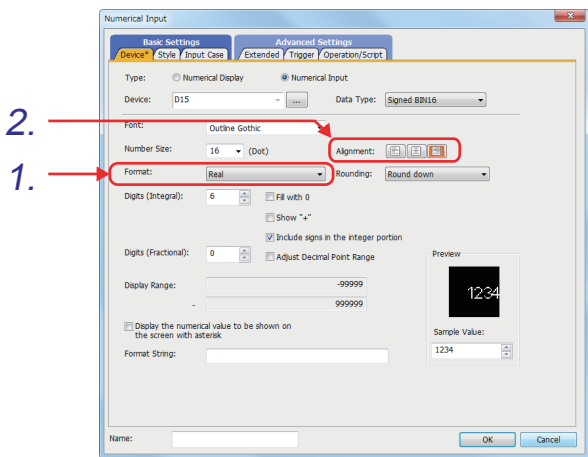 Numerical Input
Basic Settings Advanced Settings
Device* Style Input Case Extended Trigger Operation/Script
Type: Numerical Display Numerical Input
Device: D15 ... Data Type: Signed BIN16
Font: Outline Gothic
2.
Number Size: 16 (Dot) Alignment:
1.
Format: Real Rounding: Round down
Digits (Integral): 6 Fill with 0
Show "+"
Include signs in the integer portion
Digits (Fractional): 0 Adjust Decimal Point Range
Preview
1234
Display Range: -99999
- 999999
Display the numerical value to be shown on
the screen with asterisk
Sample Value:
1234
Format String:
Name: OK Cancel